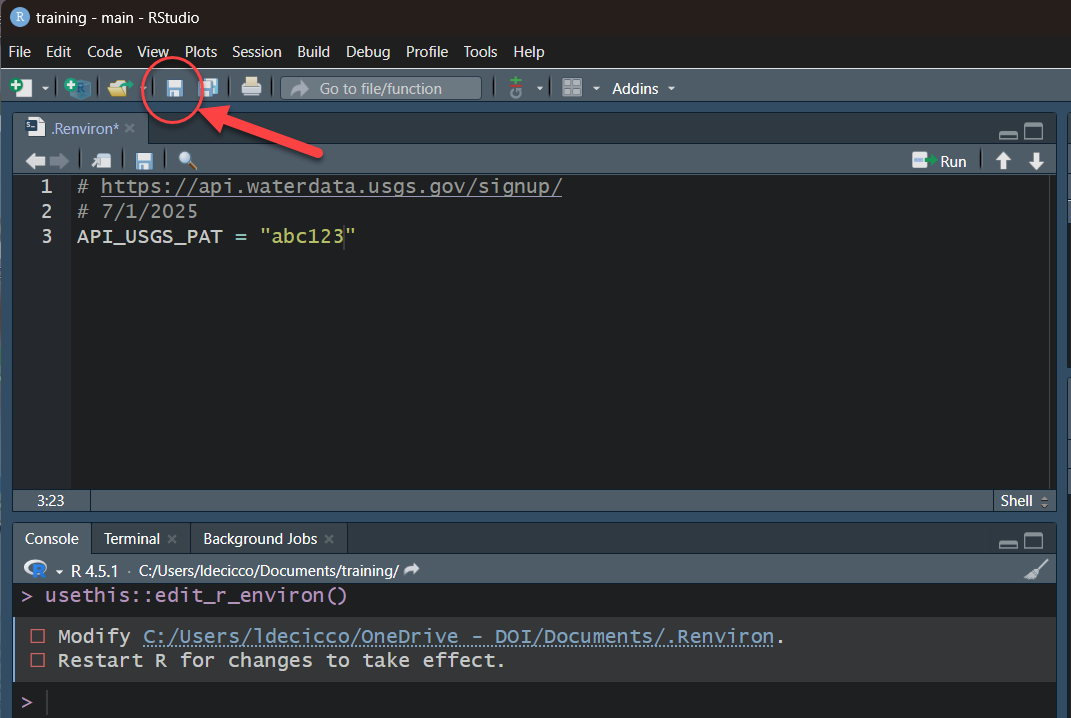 training - main - RStudio
File Edit Code View Plots Session Build Debug Profile Tools Help
Go to file/function Addins
.Renviron*
Run
1 # https://api.waterdata.usgs.gov/signup/
2 # 7/1/2025
3 API_USGS_PAT = "abc123"
3:23 Shell
Console Terminal Background Jobs
R 4.5.1 · C:/Users/ldecicco/Documents/training/
> usethis::edit_r_environ()
☐ Modify C:/Users/ldecicco/OneDrive - DOI/Documents/.Renviron.
☐ Restart R for changes to take effect.
>